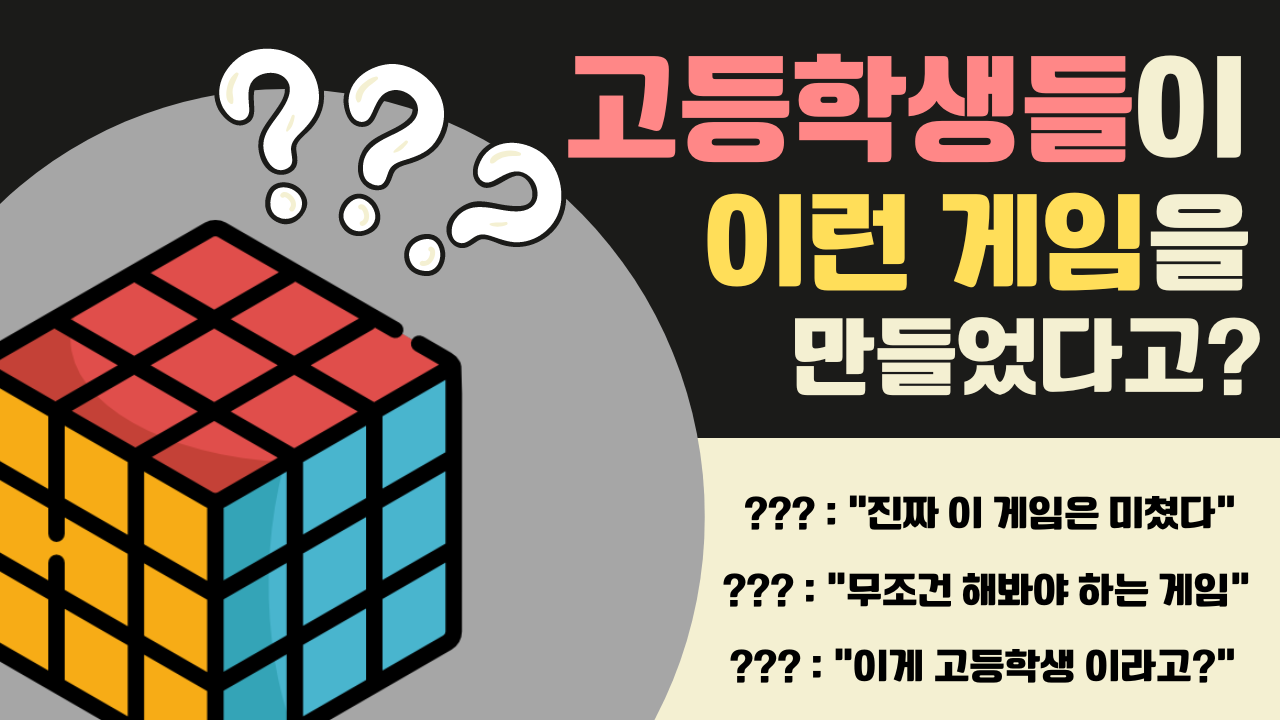 ???
고등학생들이
이런 게임을
만들었다고?
??? : "진짜 이 게임은 미쳤다"
??? : "무조건 해봐야 하는 게임"
??? : "이게 고등학생 이라고?"